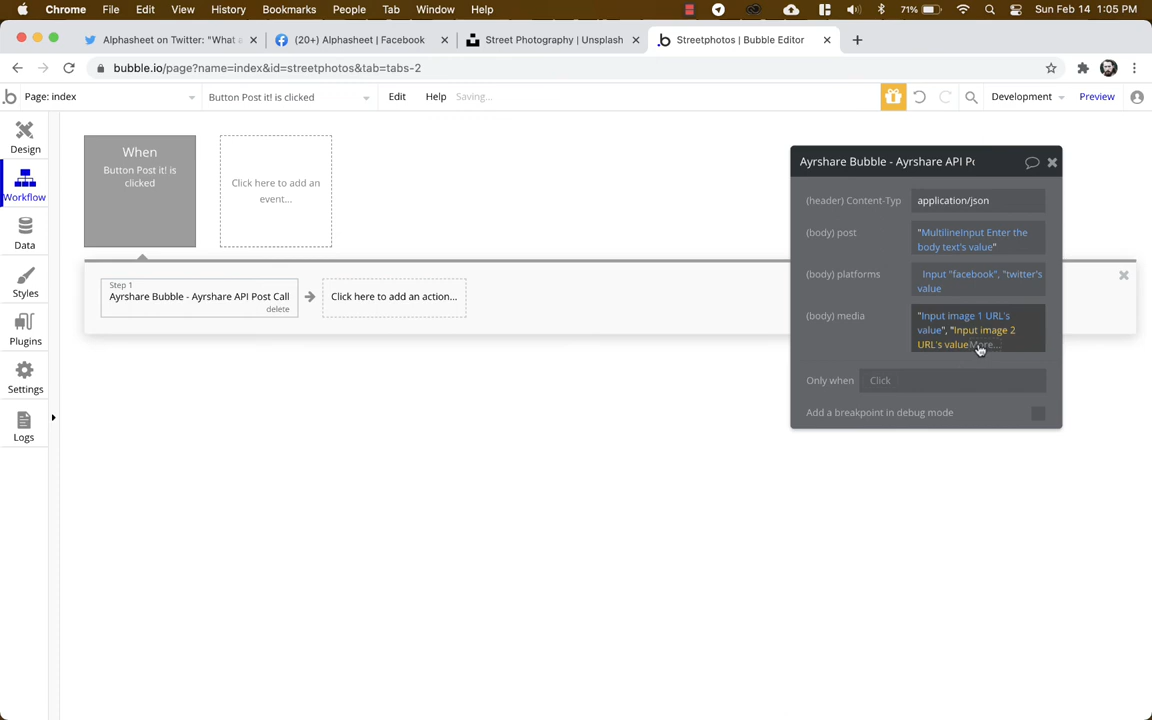 Chrome File Edit View History Bookmarks People Tab Window Help 71% Sun Feb 14 1:05 PM
Alphasheet on Twitter: "What a (20+) Alphasheet | Facebook Street Photography | Unsplash Streetphotos | Bubble Editor
bubble.io/page?name=index&id=streetphotos&tab=tabs-2
Page: index Button Post it! is clicked Edit Help Saving... Development Preview
Design
Workflow
Data
Styles
Plugins
Settings
Logs
When
Button Post it! is
clicked
Click here to add an
event...
Step 1
Ayrshare Bubble - Ayrshare API Post Call
delete
Click here to add an action...
Ayrshare Bubble - Ayrshare API Po
(header) Content-Typ application/json
(body) post "MultilineInput Enter the
body text's value"
(body) platforms Input "facebook", "twitter's
value
(body) media "Input image 1 URL's
value", "Input image 2
URL's value More...
Only when Click
Add a breakpoint in debug mode